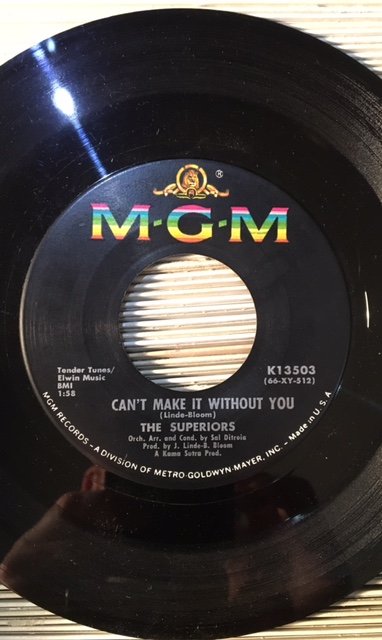 ®
M-G-M
Tender Tunes/
Elwin Music
BMI
1:58
K13503
(66-XY-512)
CAN'T MAKE IT WITHOUT YOU
(Linde-Bloom)
THE SUPERIORS
Orch. Arr. and Cond. by Sal Ditroia
Prod. by J. Linde-B. Bloom
A Kama Sutra Prod.
MGM RECORDS - A DIVISION OF METRO-GOLDWYN-MAYER, INC. • Made in U.S.A